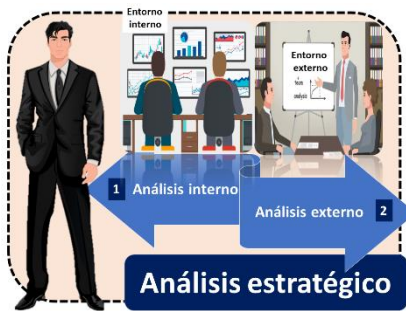 Entorno
interno
Entorno
externo
1 Análisis interno
Análisis externo 2
Análisis estratégico